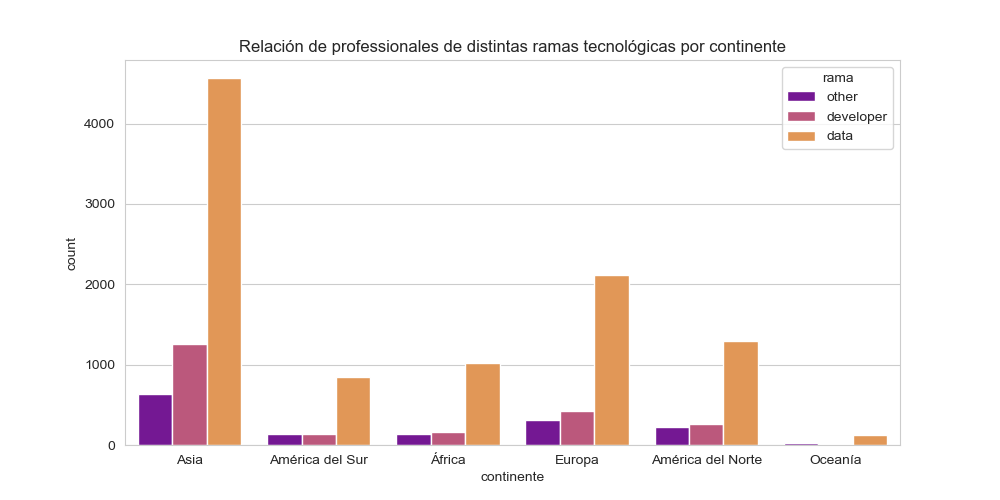 Relación de professionales de distintas ramas tecnológicas por continente
rama
other
developer
data
count
4000
3000
2000
1000
0
Asia
América del Sur
África
Europa
América del Norte
Oceanía
continente